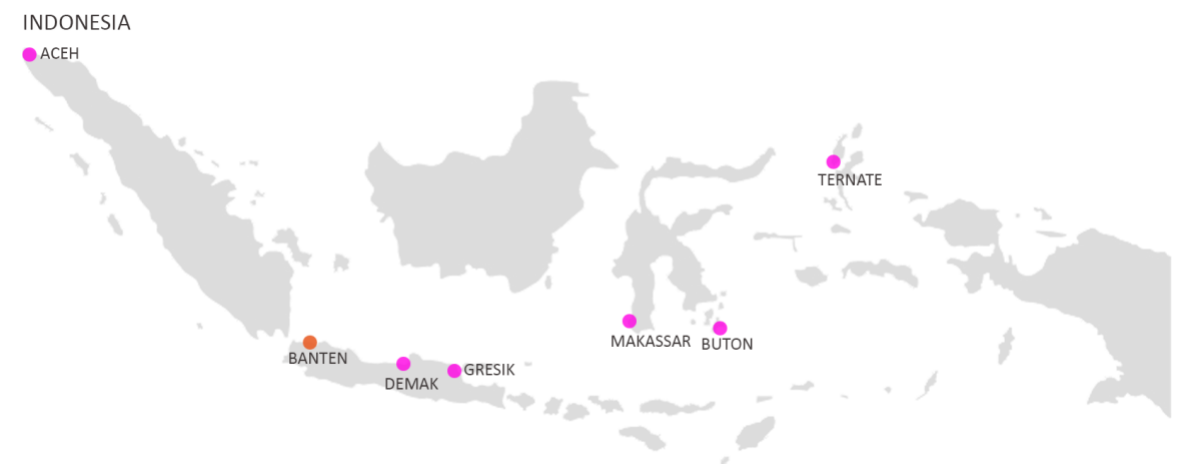 INDONESIA
ACEH
TERNATE
MAKASSAR
BUTON
BANTEN
DEMAK
GRESIK